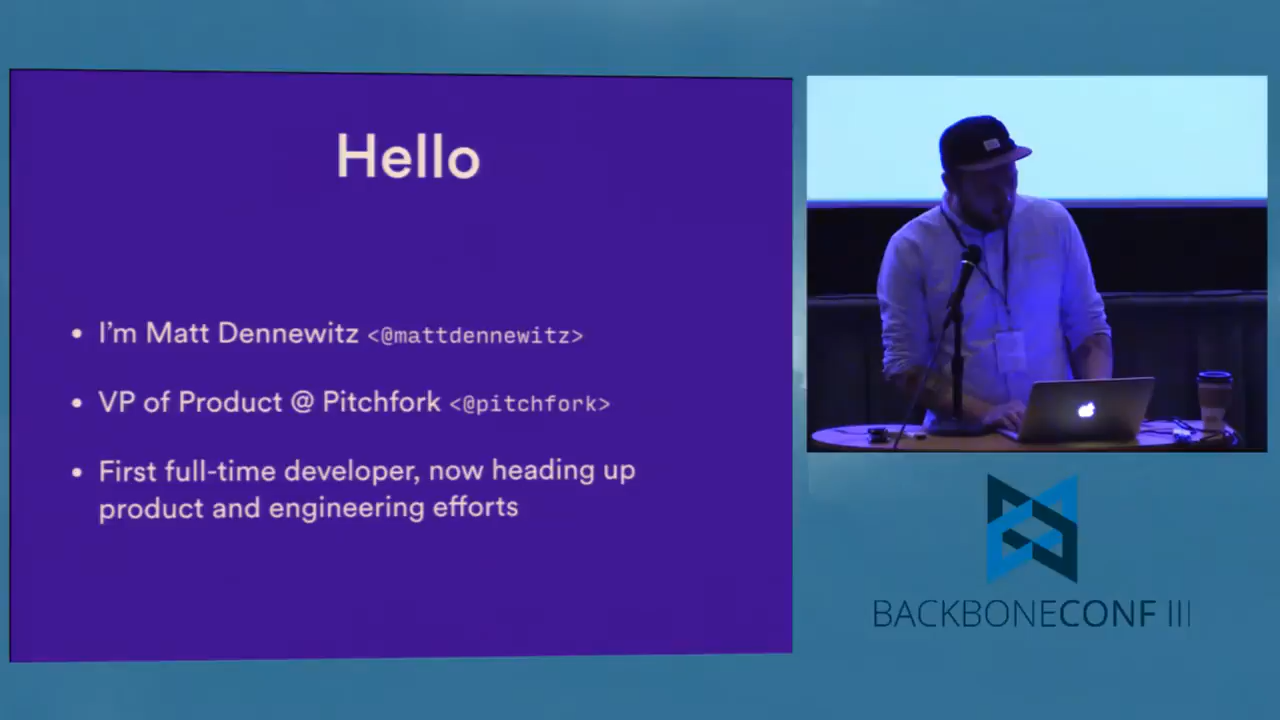 Hello
• I'm Matt Dennewitz <@mattdennewitz>
• VP of Product @ Pitchfork <@pitchfork>
• First full-time developer, now heading up
product and engineering efforts
BACKBONECONF III